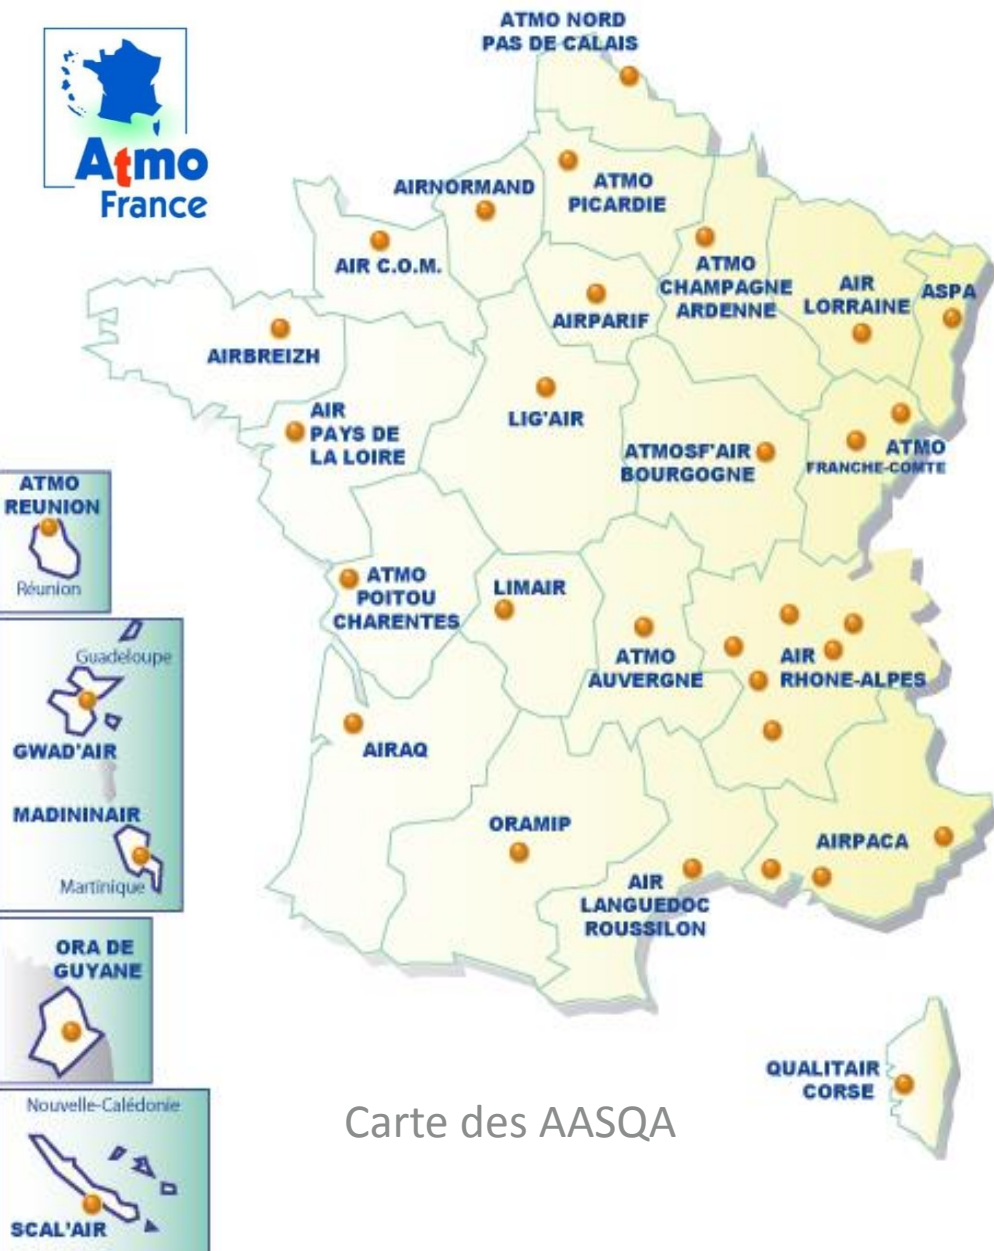 ATMO NORD
PAS DE CALAIS
Atmo
France
AIRNORMAND
ATMO
PICARDIE
AIR C.O.M.
ATMO
CHAMPAGNE
ARDENNE
AIR
LORRAINE
ASPA
AIRPARIF
AIRBREIZH
AIR
PAYS DE
LA LOIRE
LIG'AIR
ATMOSF'AIR
BOURGOGNE
ATMO
FRANCHE-COMTE
ATMO
REUNION
Réunion
ATMO
POITOU
CHARENTES
LIMAIR
ATMO
AUVERGNE
AIR
RHONE-ALPES
Guadeloupe
GWAD'AIR
AIRAQ
MADININAIR
Martinique
ORAMIP
AIRPACA
AIR
LANGUEDOC
ROUSSILON
ORA DE
GUYANE
QUALITAIR
CORSE
Nouvelle-Calédonie
SCAL'AIR
Carte des AASQA